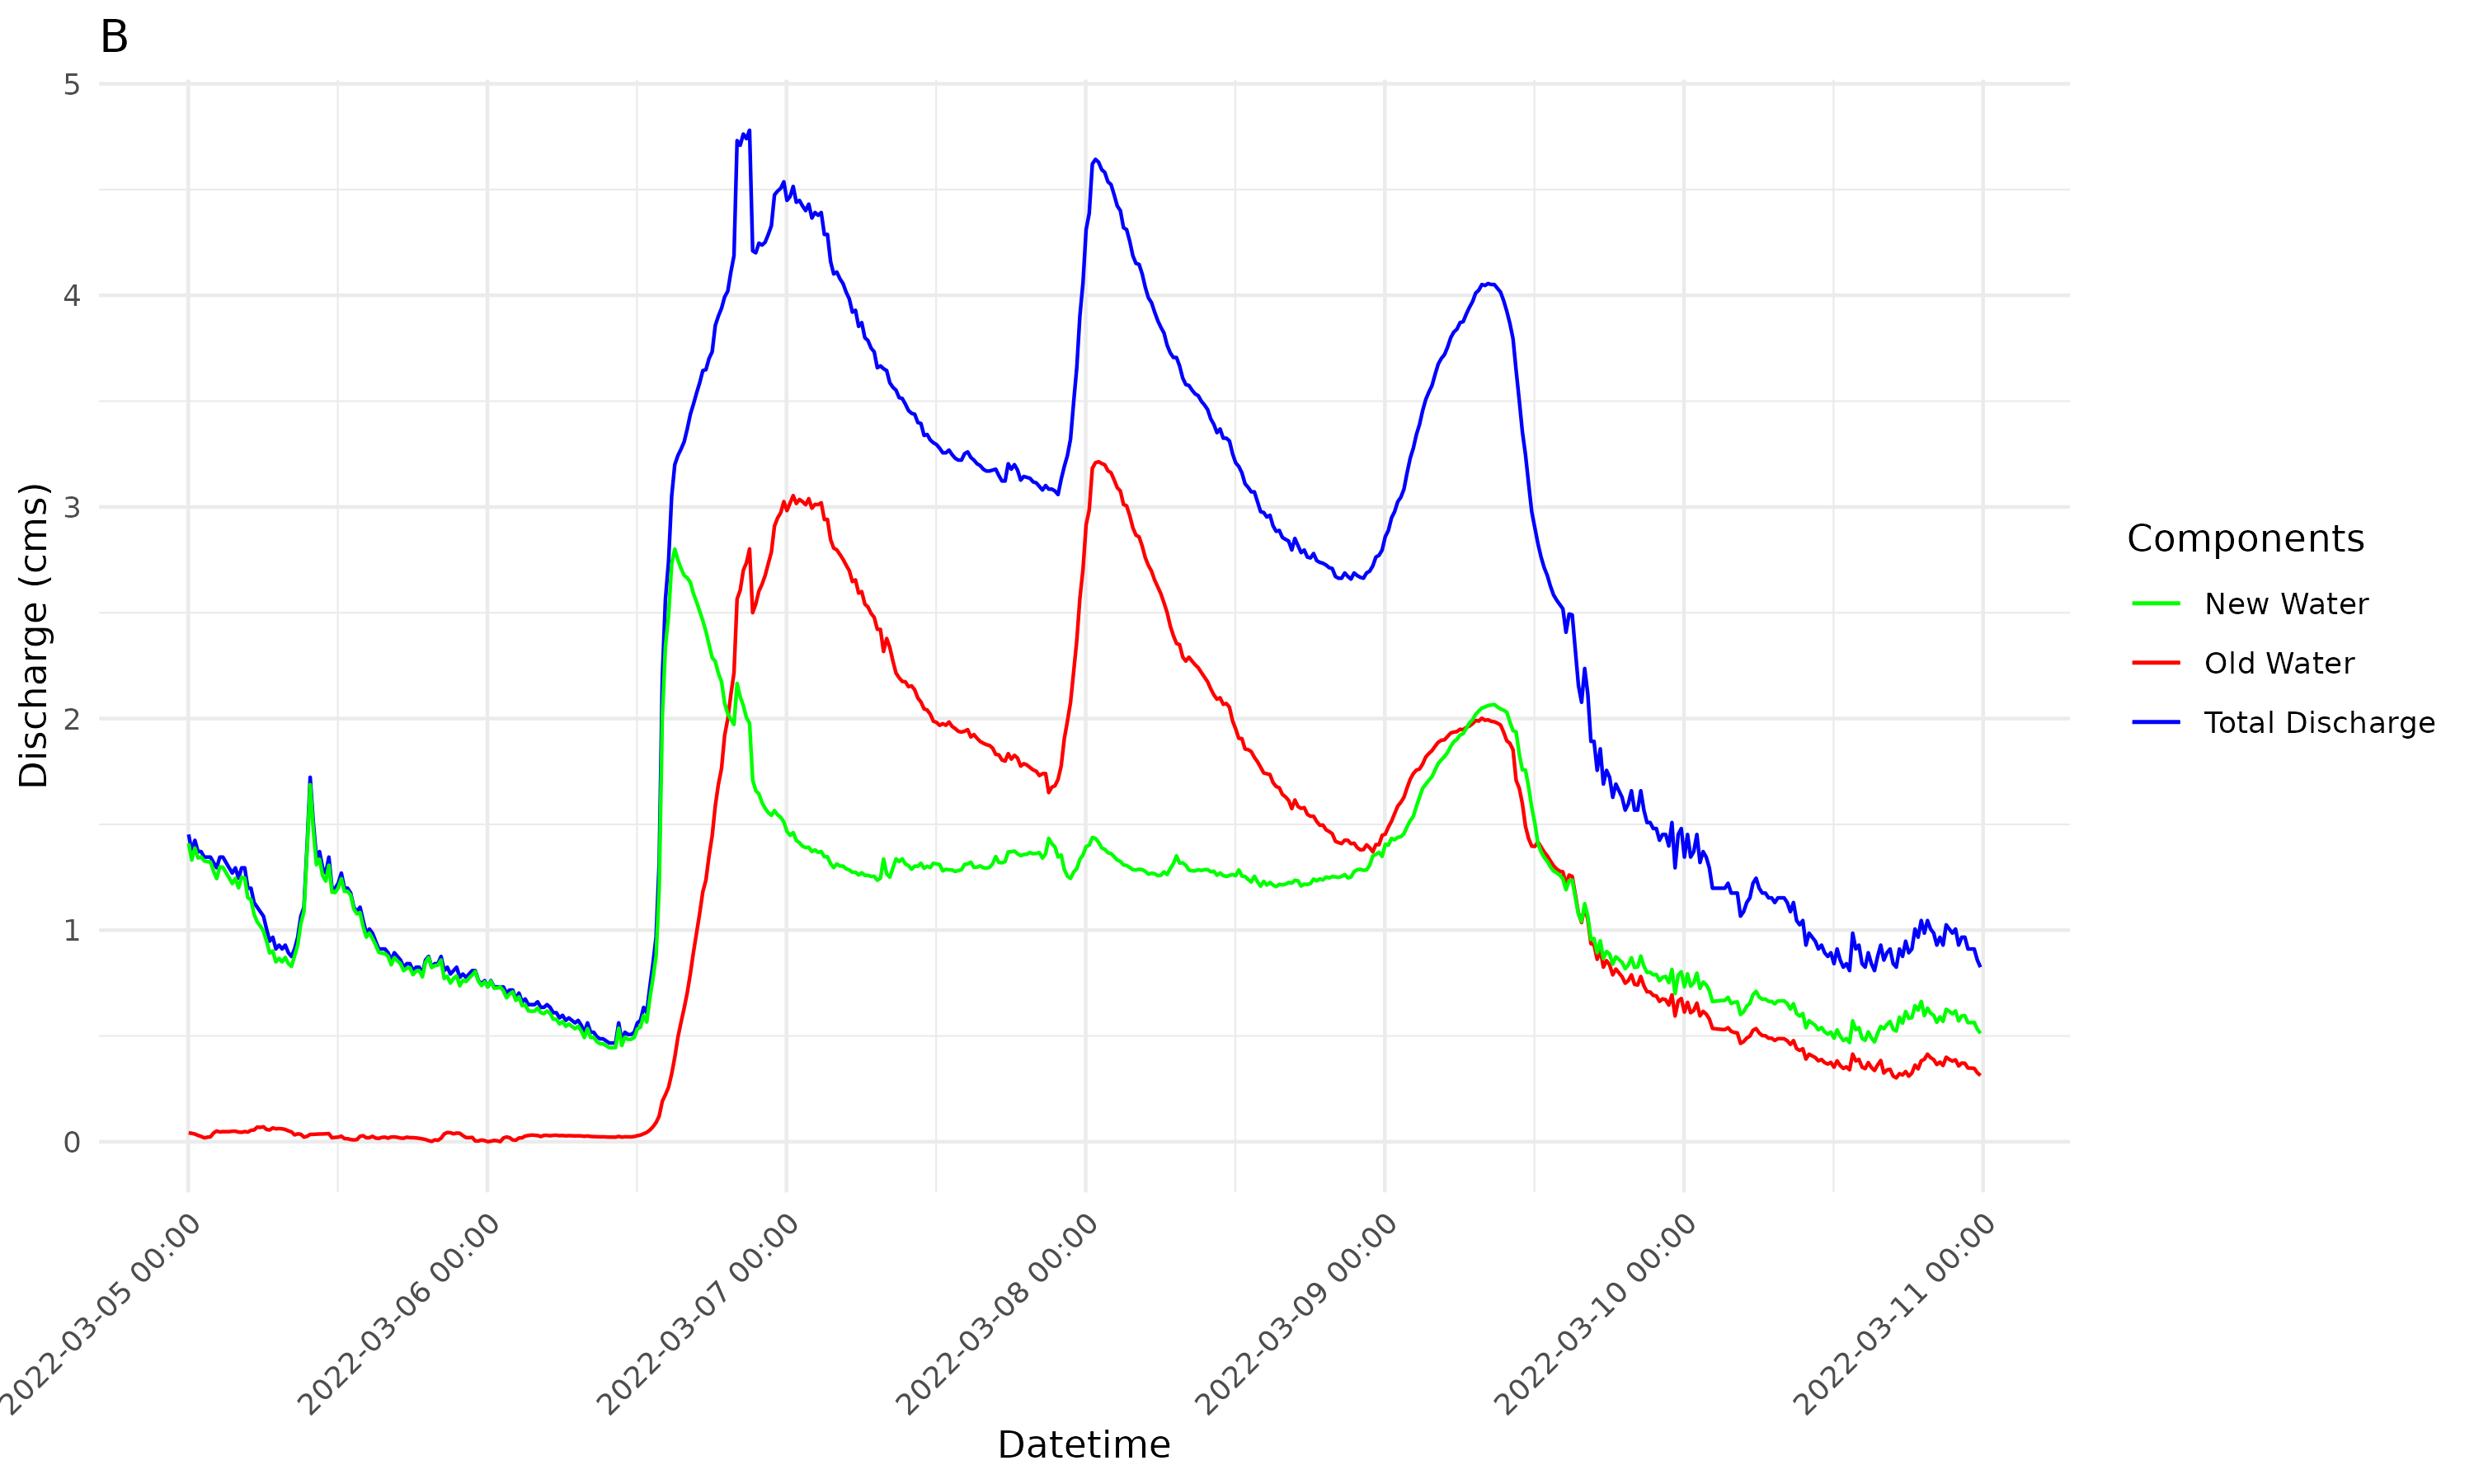 B
5
4
3
2
1
0
Discharge (cms)
2022-03-05 00:00
2022-03-06 00:00
2022-03-07 00:00
2022-03-08 00:00
2022-03-09 00:00
2022-03-10 00:00
2022-03-11 00:00
Datetime
Components
New Water
Old Water
Total Discharge